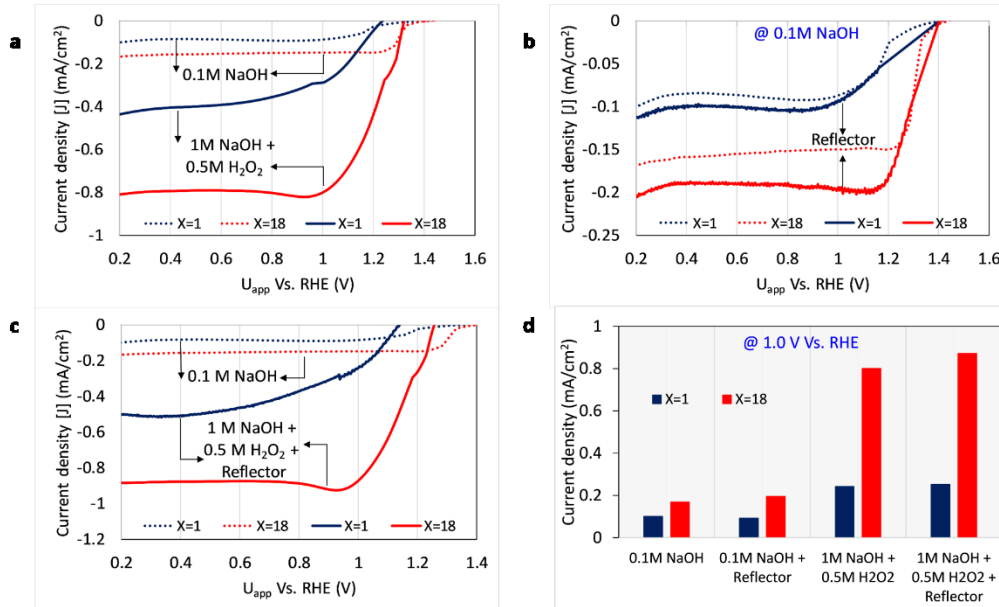 a
0
-0.2
-0.4
-0.6
-0.8
-1
Current density [J] (mA/cm²)
0.1M NaOH
1M NaOH +
0.5M H₂O₂
X=1
X=18
X=1
X=18
0.2
0.4
0.6
0.8
1
1.2
1.4
1.6
Uapp Vs. RHE (V)
b
0
-0.05
-0.1
-0.15
-0.2
-0.25
Current density [J] (mA/cm²)
@ 0.1M NaOH
Reflector
X=1
X=18
X=1
X=18
0.2
0.4
0.6
0.8
1
1.2
1.4
1.6
Uapp Vs. RHE (V)
c
0
-0.2
-0.4
-0.6
-0.8
-1
-1.2
Current density [J] (mA/cm²)
0.1 M NaOH
1 M NaOH +
0.5 M H₂O₂ +
Reflector
X=1
X=18
X=1
X=18
0.2
0.4
0.6
0.8
1
1.2
1.4
Uapp Vs. RHE (V)
d
1
0.8
0.6
0.4
0.2
0
Current density (mA/cm²)
@ 1.0 V Vs. RHE
X=1
X=18
0.1M NaOH
0.1M NaOH +
Reflector
1M NaOH +
0.5M H2O2
1M NaOH +
0.5M H2O2 +
Reflector